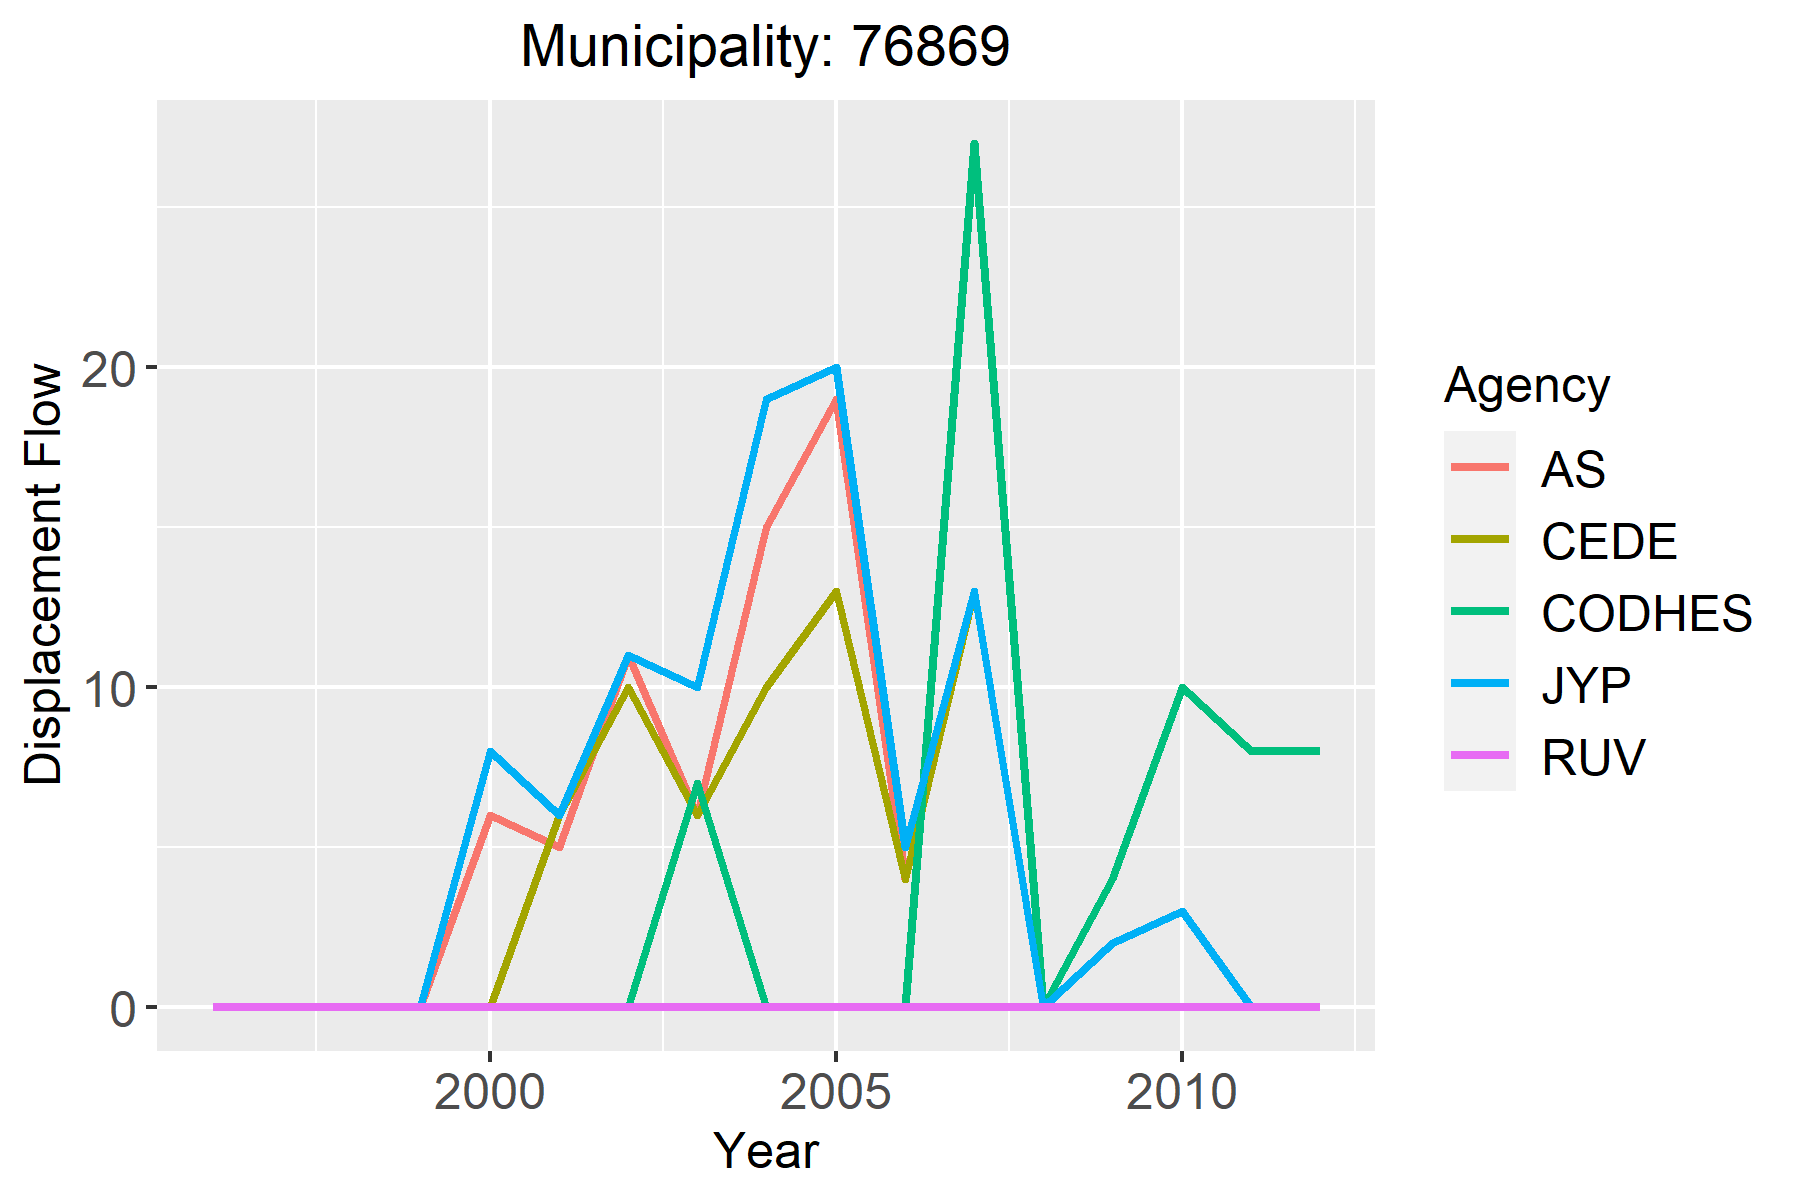 Municipality: 76869
Displacement Flow
20
10
0
2000 2005 2010
Year
Agency
AS
CEDE
CODHES
JYP
RUV